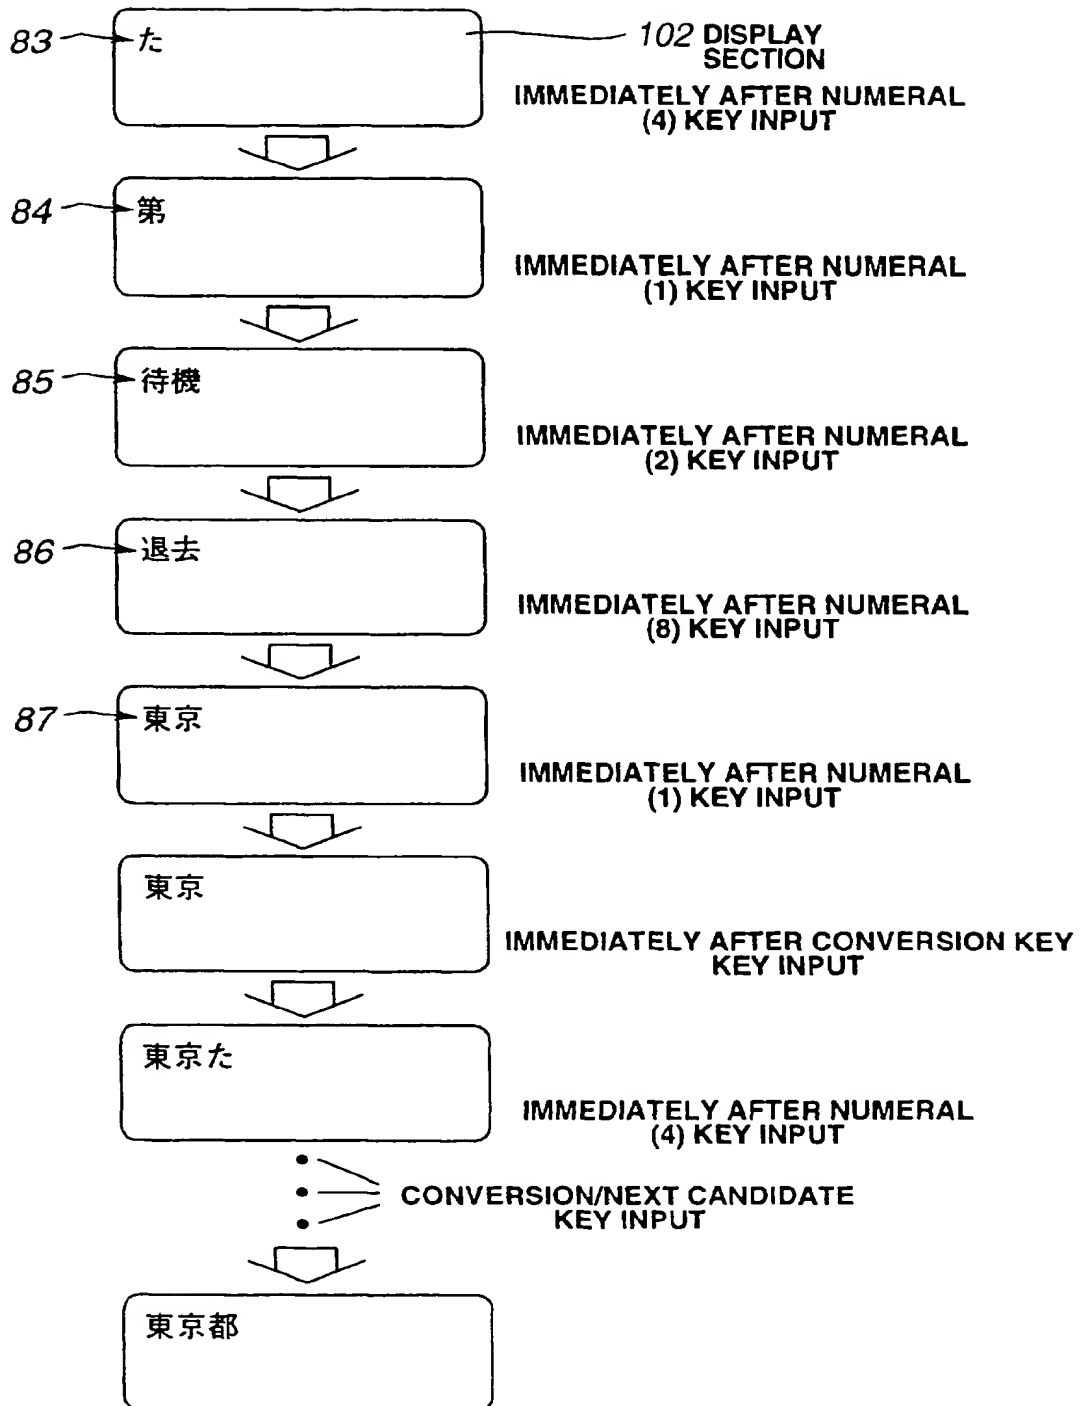 83 た 102 DISPLAY
SECTION
IMMEDIATELY AFTER NUMERAL
(4) KEY INPUT
84 第
IMMEDIATELY AFTER NUMERAL
(1) KEY INPUT
85 待機
IMMEDIATELY AFTER NUMERAL
(2) KEY INPUT
86 退去
IMMEDIATELY AFTER NUMERAL
(8) KEY INPUT
87 東京
IMMEDIATELY AFTER NUMERAL
(1) KEY INPUT
東京
IMMEDIATELY AFTER CONVERSION KEY
KEY INPUT
東京た
IMMEDIATELY AFTER NUMERAL
(4) KEY INPUT
CONVERSION/NEXT CANDIDATE
KEY INPUT
東京都